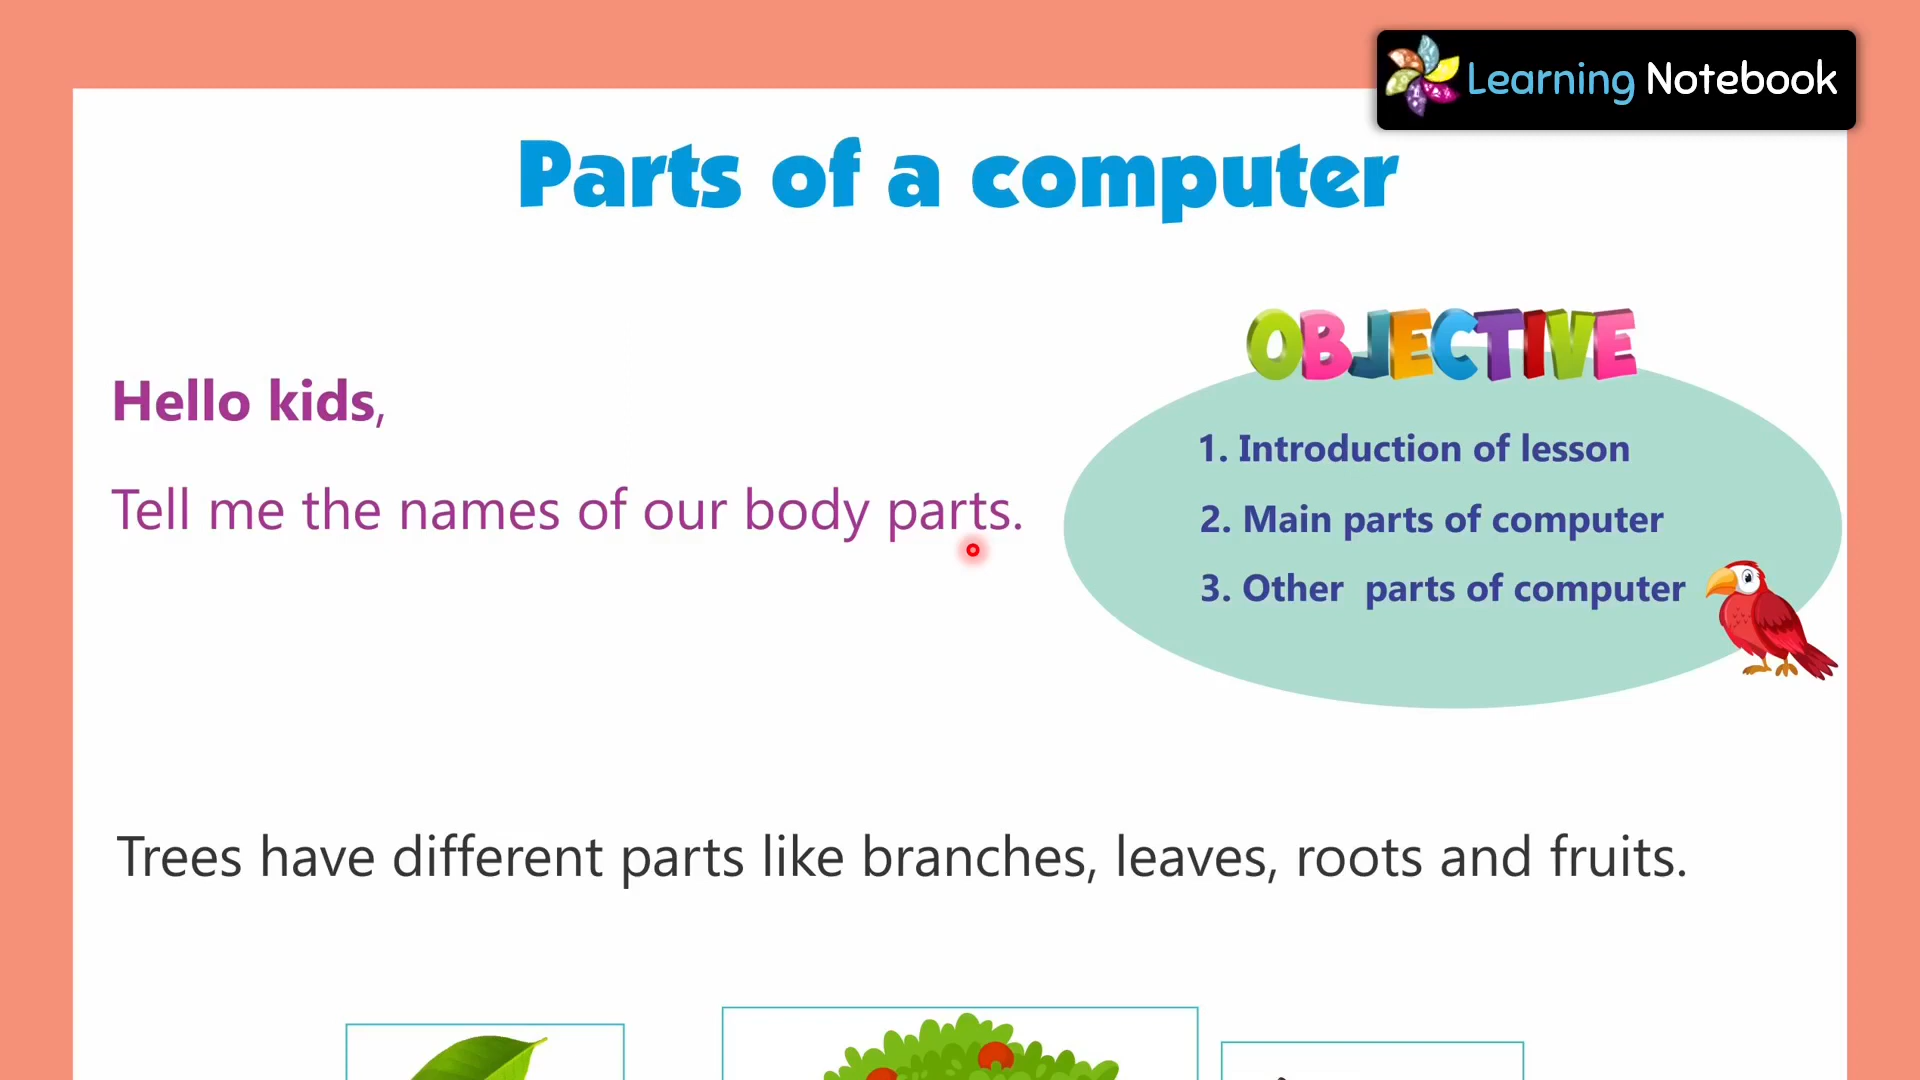 Learning Notebook
Parts of a computer
OBJECTIVE
Hello kids,
Tell me the names of our body parts.
1. Introduction of lesson
2. Main parts of computer
3. Other parts of computer
Trees have different parts like branches, leaves, roots and fruits.